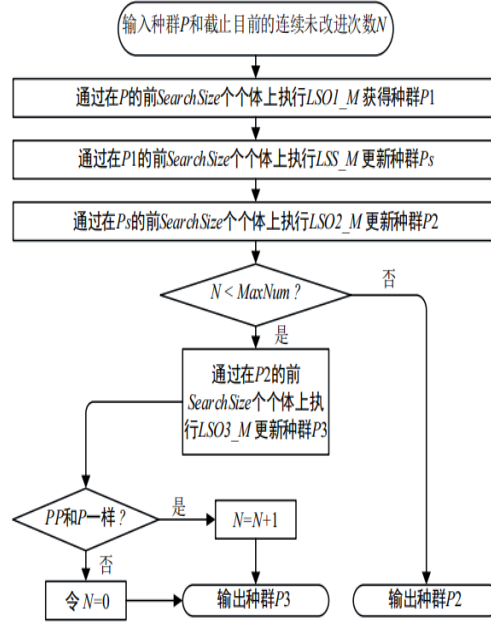 输入种群P和截止目前的连续未改进次数N
通过在P的前SearchSize个个体上执行LSO1_M 获得种群P1
通过在P1的前SearchSize个个体上执行LSS_M 更新种群Ps
通过在Ps的前SearchSize个个体上执行LSO2_M 更新种群P2
N < MaxNum ?
否
是
通过在P2的前
SearchSize个个体上执
行LSO3_M 更新种群P3
PP和P一样 ?
是
N=N+1
否
令 N=0
输出种群P3
输出种群P2